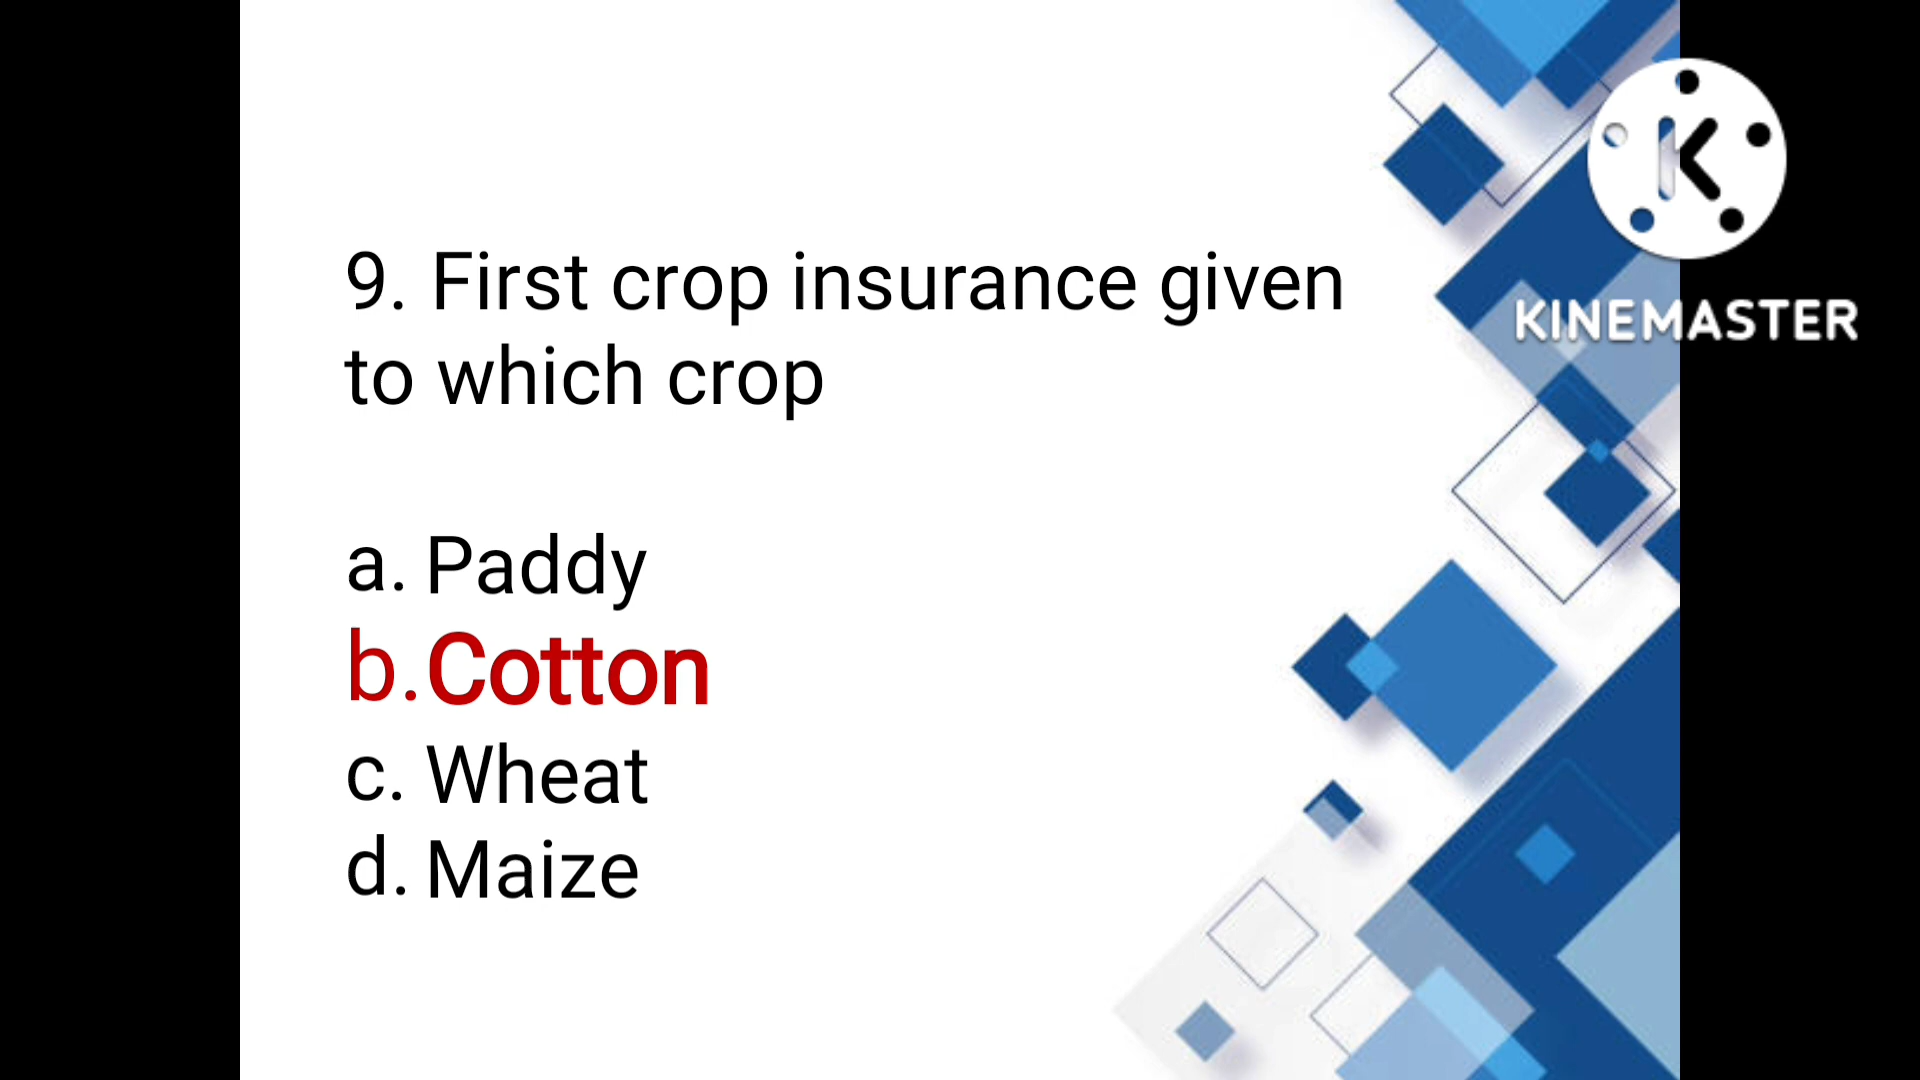 9. First crop insurance given
to which crop
a. Paddy
b. Cotton
c. Wheat
d. Maize
K
KINEMASTER